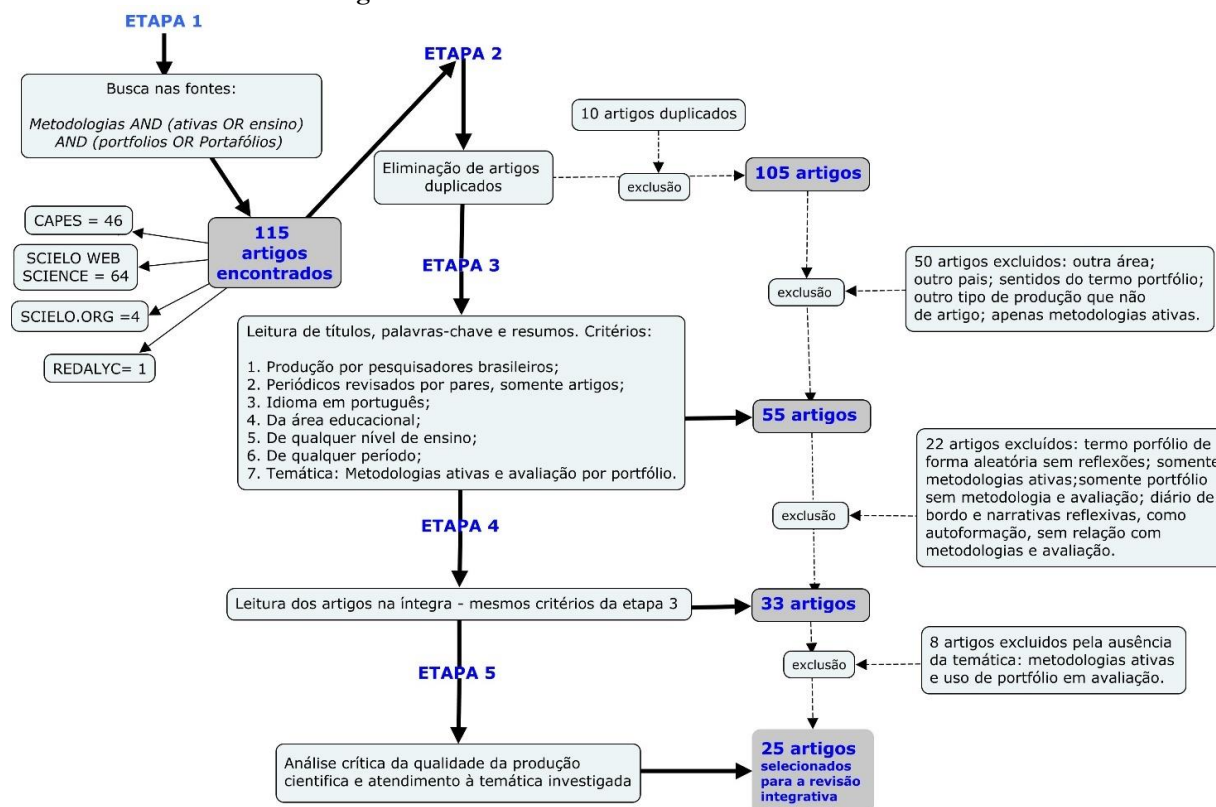 ETAPA 1
Busca nas fontes:
Metodologias AND (ativas OR ensino)
AND (portfolios OR Portafólios)
115
artigos
encontrados
CAPES = 46
SCIELO WEB
SCIENCE = 64
SCIELO.ORG =4
REDALYC= 1
ETAPA 2
Eliminação de artigos
duplicados
10 artigos duplicados
exclusão
105 artigos
ETAPA 3
Leitura de títulos, palavras-chave e resumos. Critérios:
1. Produção por pesquisadores brasileiros;
2. Periódicos revisados por pares, somente artigos;
3. Idioma em português;
4. Da área educacional;
5. De qualquer nível de ensino;
6. De qualquer período;
7. Temática: Metodologias ativas e avaliação por portfólio.
exclusão
50 artigos excluidos: outra área;
outro pais; sentidos do termo portfólio;
outro tipo de produção que não
de artigo; apenas metodologias ativas.
55 artigos
ETAPA 4
Leitura dos artigos na íntegra - mesmos critérios da etapa 3
exclusão
22 artigos excluídos: termo porfólio de
forma aleatória sem reflexões; somente
metodologias ativas;somente portfólio
sem metodologia e avaliação; diário de
bordo e narrativas reflexivas, como
autoformação, sem relação com
metodologias e avaliação.
33 artigos
ETAPA 5
Análise crítica da qualidade da produção
cientifica e atendimento à temática investigada
exclusão
8 artigos excluidos pela ausência
da temática: metodologias ativas
e uso de portfólio em avaliação.
25 artigos
selecionados
para a revisão
integrativa